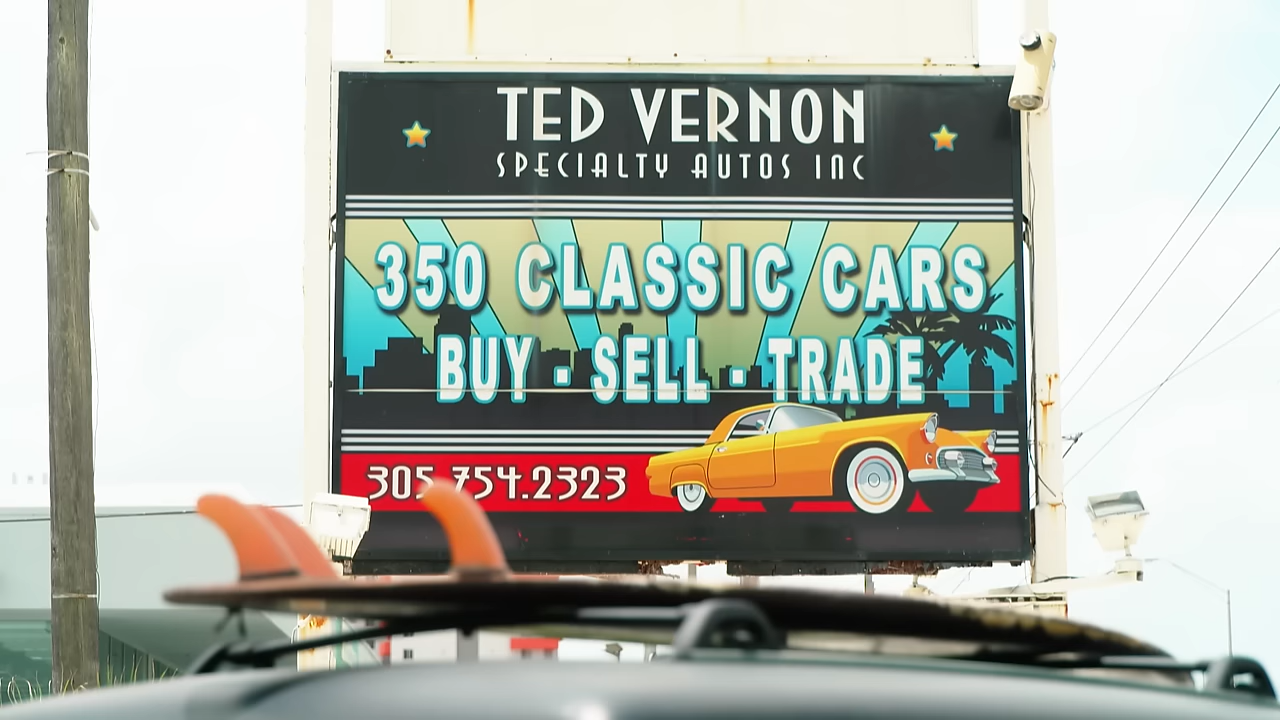 TED VERNON
SPECIALTY AUTOS INC
350 CLASSIC CARS
BUY · SELL · TRADE
305.754.2323